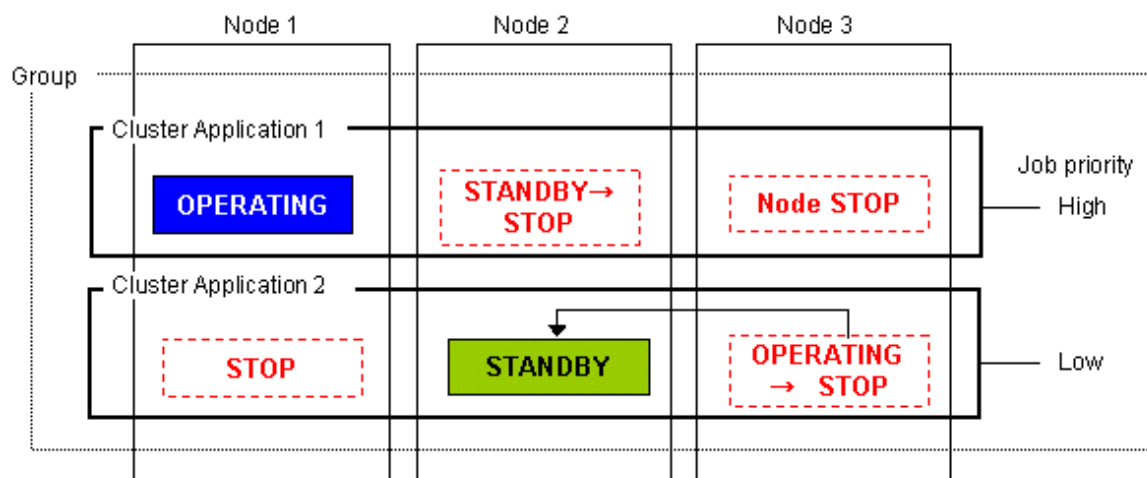 Node 1
Node 2
Node 3
Group
Cluster Application 1
Job priority
OPERATING
STANDBY→
STOP
Node STOP
High
Cluster Application 2
STOP
STANDBY
OPERATING
→ STOP
Low